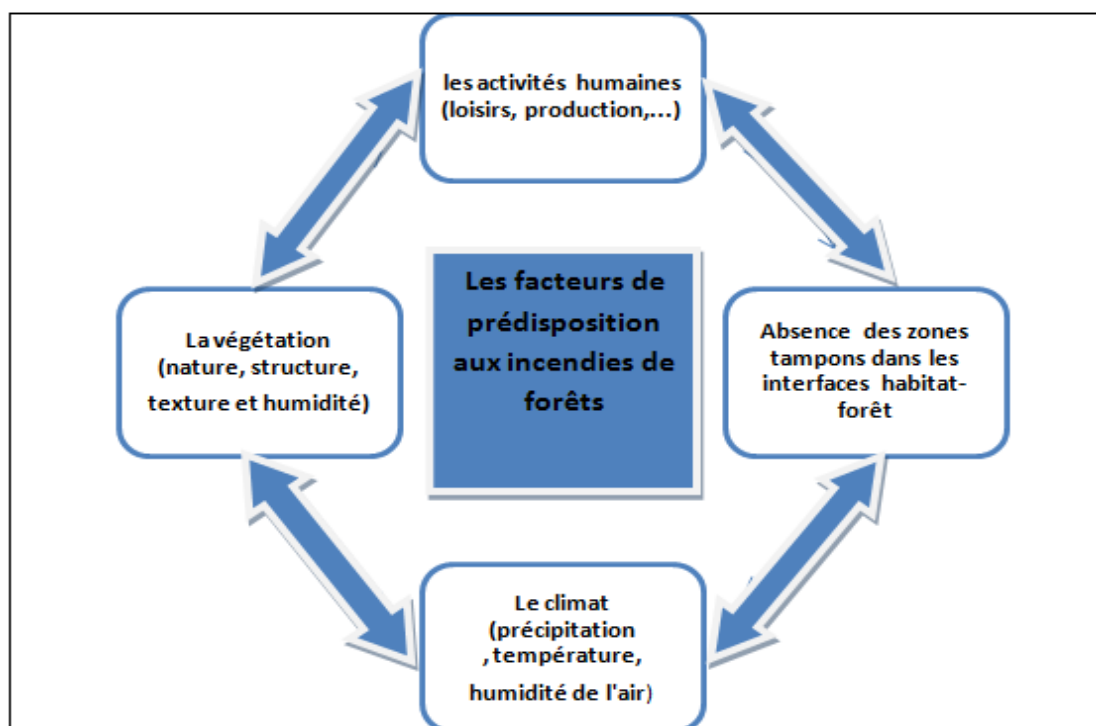 les activités humaines
(loisirs, production,...)
Les facteurs de
prédisposition
aux incendies de
forêts
La végétation
(nature, structure,
texture et humidité)
Absence des zones
tampons dans les
interfaces habitat-
forêt
Le climat
(précipitation
,température,
humidité de l'air)